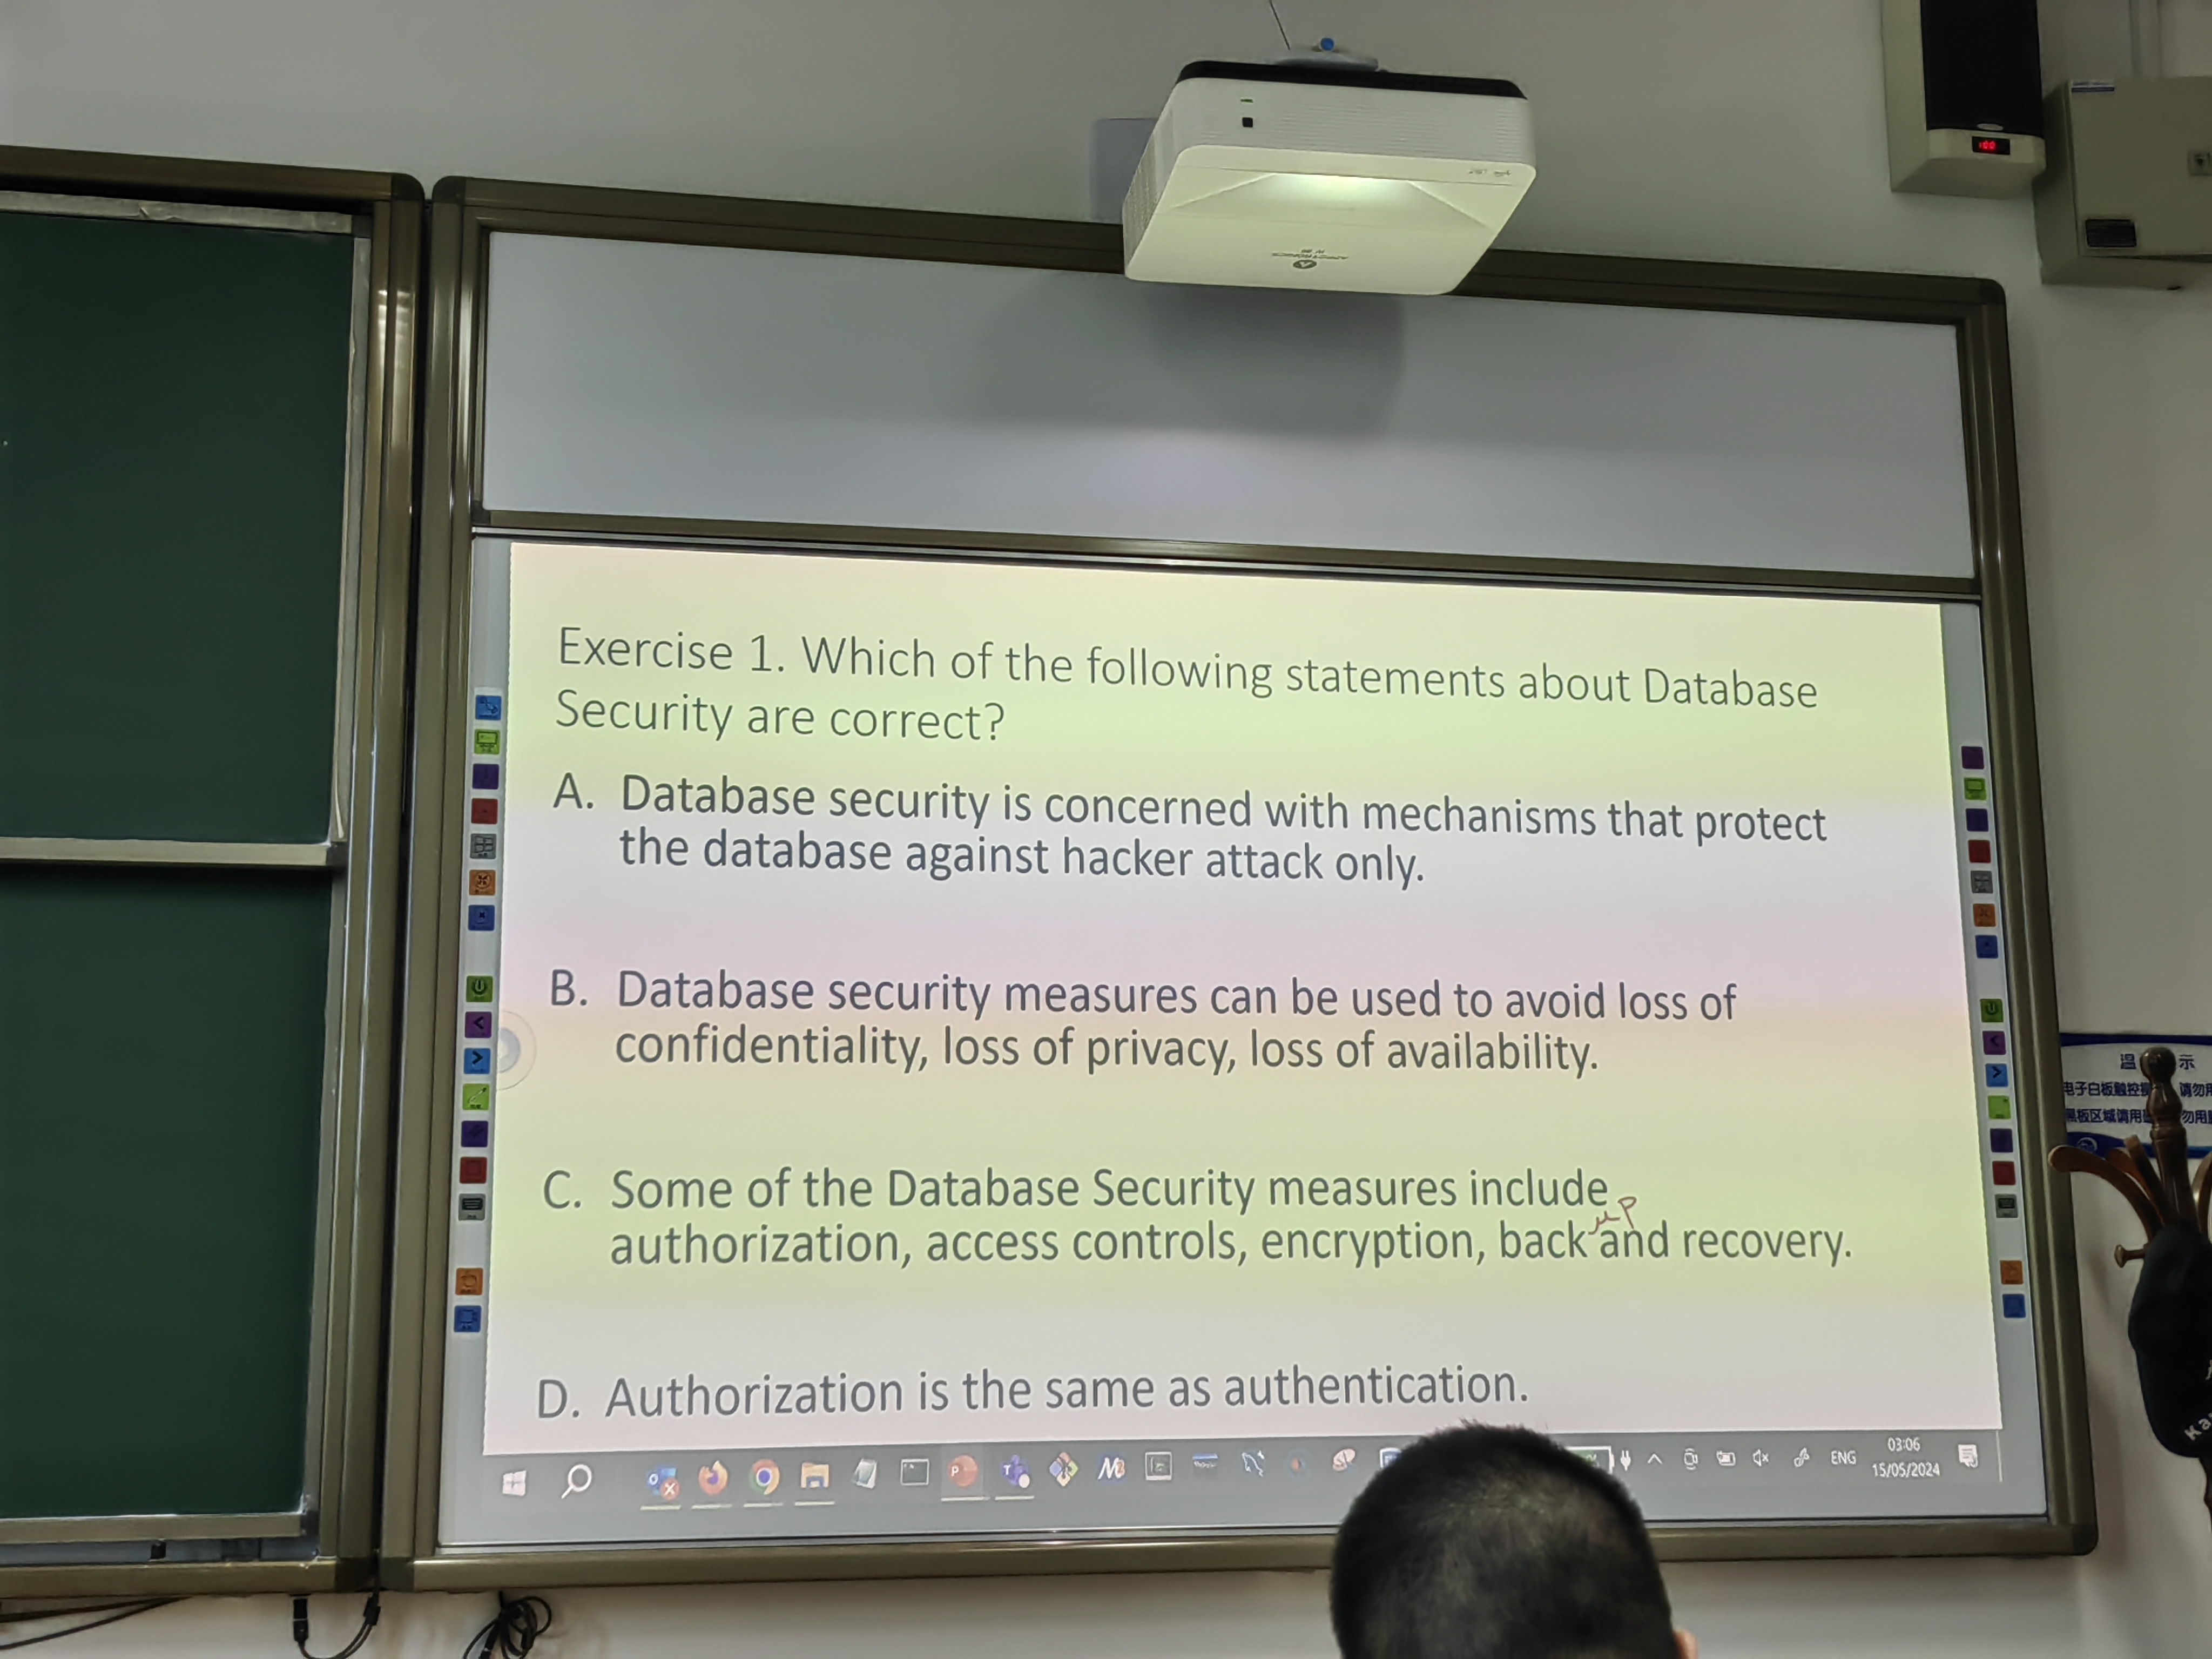 Exercise 1. Which of the following statements about Database
Security are correct?
A. Database security is concerned with mechanisms that protect
the database against hacker attack only.
B. Database security measures can be used to avoid loss of
confidentiality, loss of privacy, loss of availability.
C. Some of the Database Security measures include
up
authorization, access controls, encryption, back and recovery.
D. Authorization is the same as authentication.
ENG
03:06
15/05/2024
100
温 示
电子白板触控 请勿用
黑板区域请用 勿用
Ka